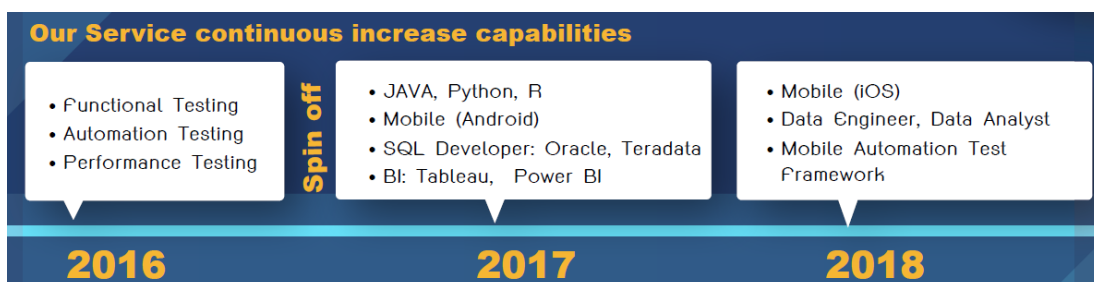 Our Service continuous increase capabilities
• Functional Testing
• Automation Testing
• Performance Testing
Spin off
• JAVA, Python, R
• Mobile (Android)
• SQL Developer: Oracle, Teradata
• BI: Tableau, Power BI
• Mobile (iOS)
• Data Engineer, Data Analyst
• Mobile Automation Test
Framework
2016
2017
2018